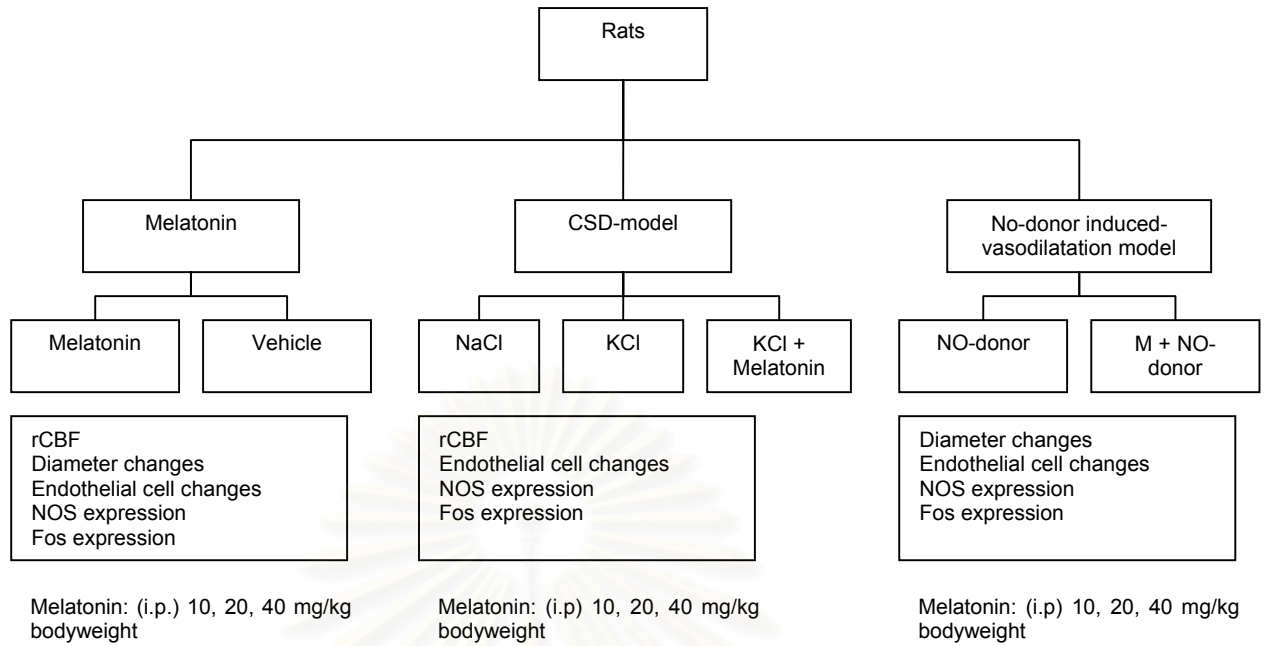 Rats
Melatonin
CSD-model
No-donor induced-
vasodilatation model
Melatonin
Vehicle
NaCl
KCl
KCl +
Melatonin
NO-donor
M + NO-
donor
rCBF
Diameter changes
Endothelial cell changes
NOS expression
Fos expression
rCBF
Endothelial cell changes
NOS expression
Fos expression
Diameter changes
Endothelial cell changes
NOS expression
Fos expression
Melatonin: (i.p.) 10, 20, 40 mg/kg
bodyweight
Melatonin: (i.p) 10, 20, 40 mg/kg
bodyweight
Melatonin: (i.p) 10, 20, 40 mg/kg
bodyweight